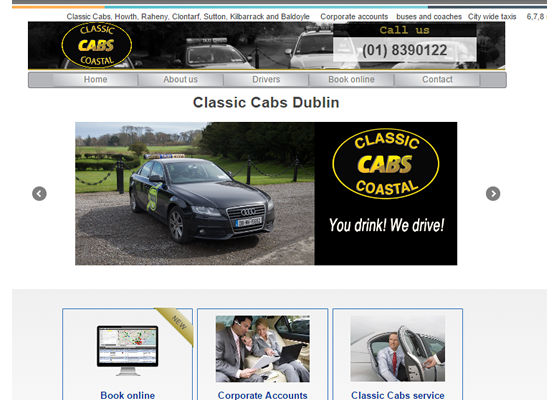 Classic Cabs, Howth, Raheny, Clontarf, Sutton, Kilbarrack and Baldoyle Corporate accounts buses and coaches City wide taxis 6,7,8
CLASSIC
CABS
COASTAL
Call us
(01) 8390122
Home About us Drivers Book online Contact
Classic Cabs Dublin
CLASSIC
CABS
COASTAL
You drink! We drive!
NEW
Book online Corporate Accounts Classic Cabs service